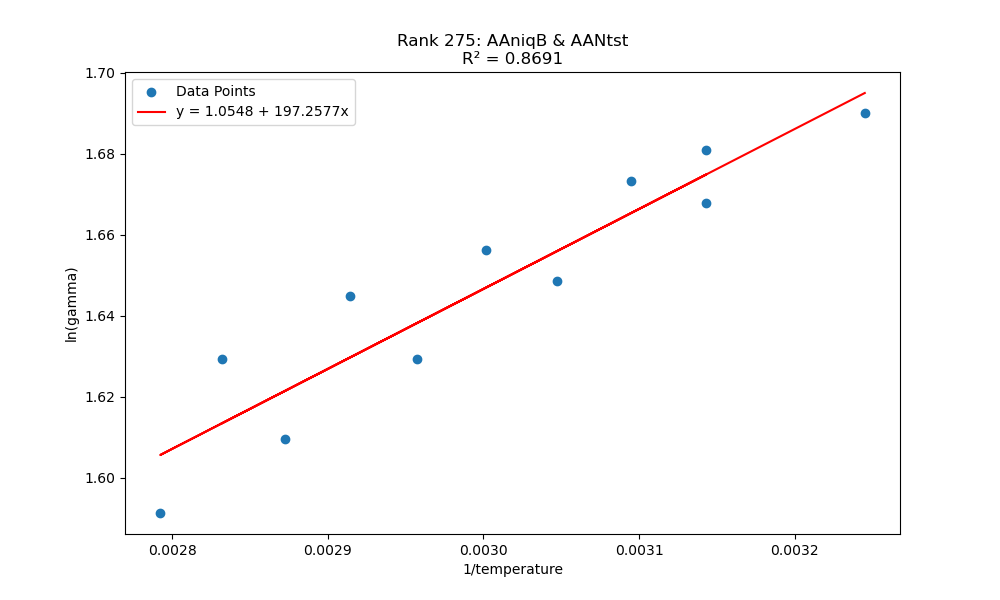 Rank 275: AAniqB & AANtst
R² = 0.8691
Data Points
y = 1.0548 + 197.2577x
1.70
1.68
1.66
1.64
1.62
1.60
ln(gamma)
0.0028 0.0029 0.0030 0.0031 0.0032
1/temperature